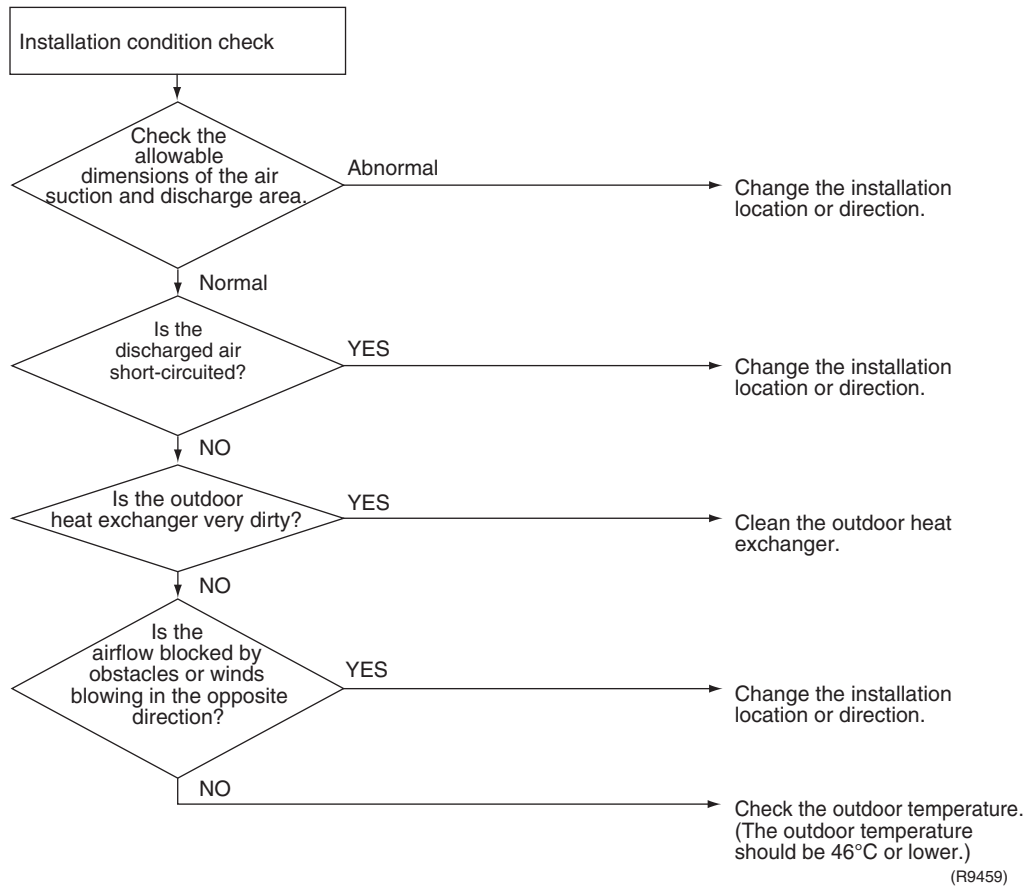 Installation condition check
Check the
allowable
dimensions of the air
suction and discharge area.
Abnormal
Change the installation
location or direction.
Normal
Is the
discharged air
short-circuited?
YES
Change the installation
location or direction.
NO
Is the outdoor
heat exchanger very dirty?
YES
Clean the outdoor heat
exchanger.
NO
Is the
airflow blocked by
obstacles or winds
blowing in the opposite
direction?
YES
Change the installation
location or direction.
NO
Check the outdoor temperature.
(The outdoor temperature
should be 46°C or lower.)
(R9459)